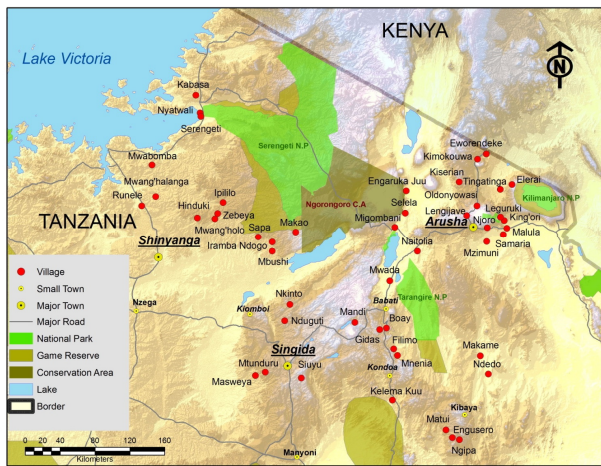 KENYA
Lake Victoria
N
Kabasa
Nyatwali
Serengeti
Serengeti N.P
Eworendeke
Kimokouwa
Mwabomba
Kiserian
Tingatinga
Elerai
Engaruka Juu
Kilimanjaro N.P
Mwang'halanga
Oldonyowasi
Runele
Ipililo
Ngorongoro C.A
Selela
Lengijave
Leguruki
Hinduki
Zebeya
Migombani
Njoro
King'ori
TANZANIA
Mwang'holo
Sapa
Makao
Arusha
Malula
Shinyanga
Iramba Ndogo
Naitolia
Samaria
Mbushi
Mzimuni
Mwada
Village
Small Town
Major Town
Major Road
National Park
Game Reserve
Conservation Area
Lake
Border
Tarangire N.P
Nkinto
Babati
Nzega
Kiomboi
Mandi
Boay
Nduguti
Gidas
Filimo
Makame
Singida
Mnenia
Ndedo
Mtunduru
Siuyu
Kondoa
Masweya
Kelema Kuu
Kibaya
Matui
Engusero
Ngipa
Manyoni
0 20 40 80 120 160
Kilometers